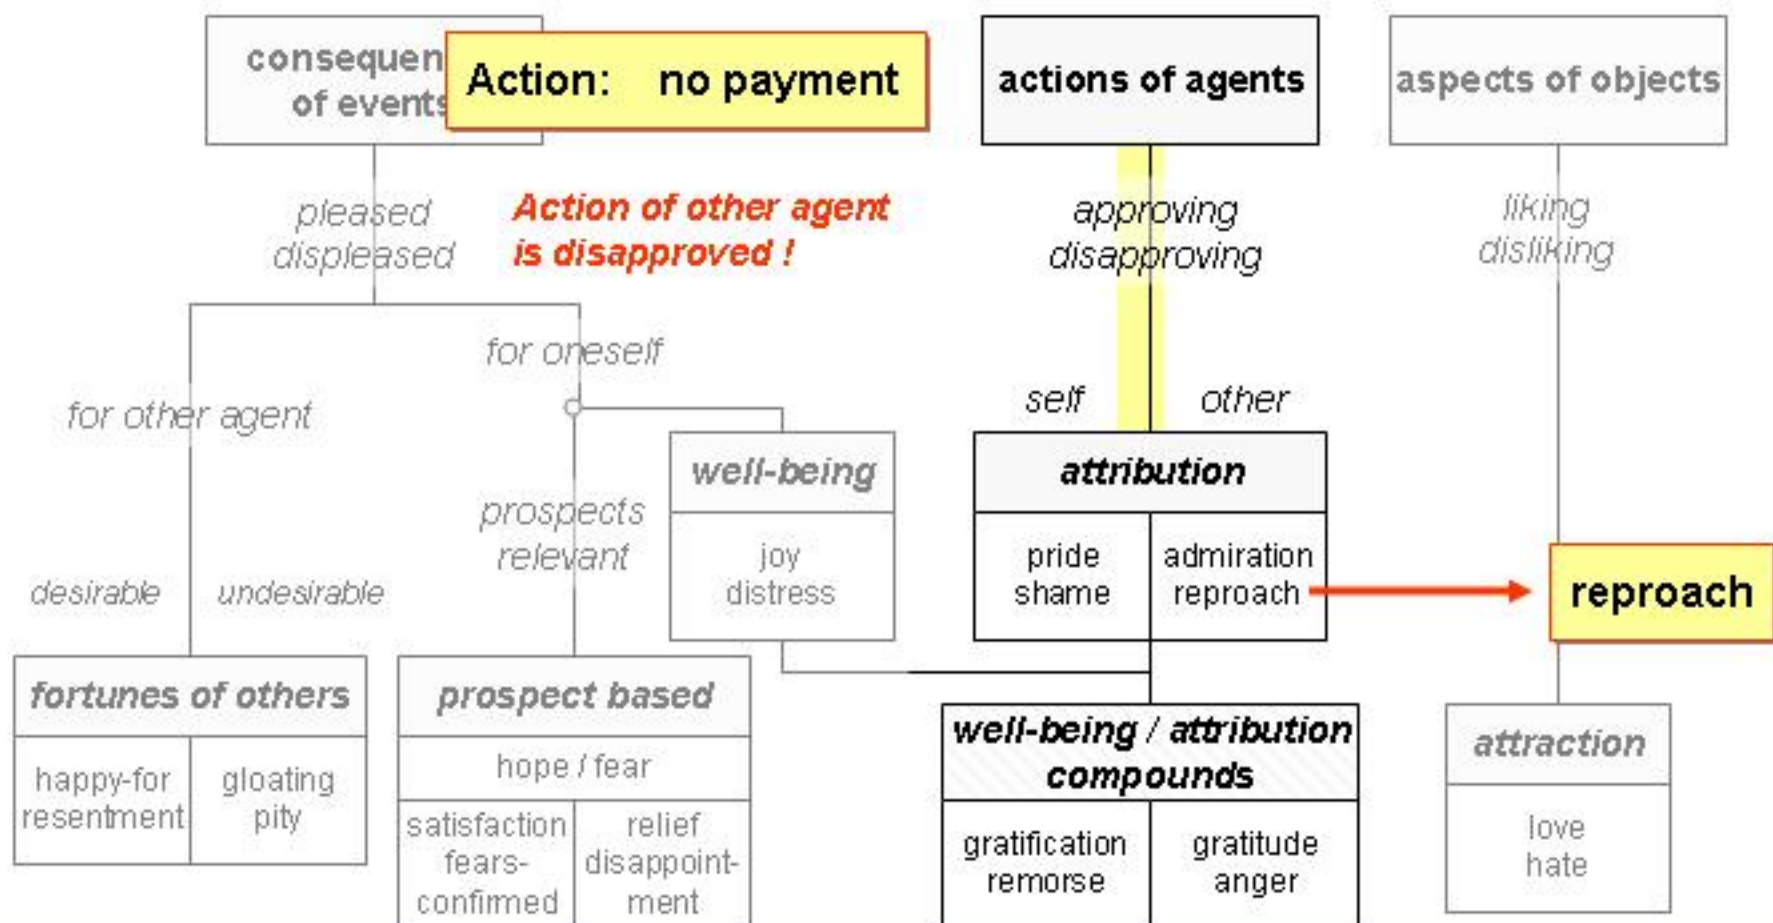 consequen
of events
Action: no payment
actions of agents
aspects of objects
pleased
displeased
Action of other agent
is disapproved !
approving
disapproving
liking
disliking
for oneself
for other agent
self other
well-being
joy
distress
attribution
pride
shame
admiration
reproach
reproach
prospects
relevant
desirable undesirable
fortunes of others
happy-for
resentment
gloating
pity
prospect based
hope / fear
satisfaction
fears-
confirmed
relief
disappoint-
ment
well-being / attribution
compounds
gratification
remorse
gratitude
anger
attraction
love
hate